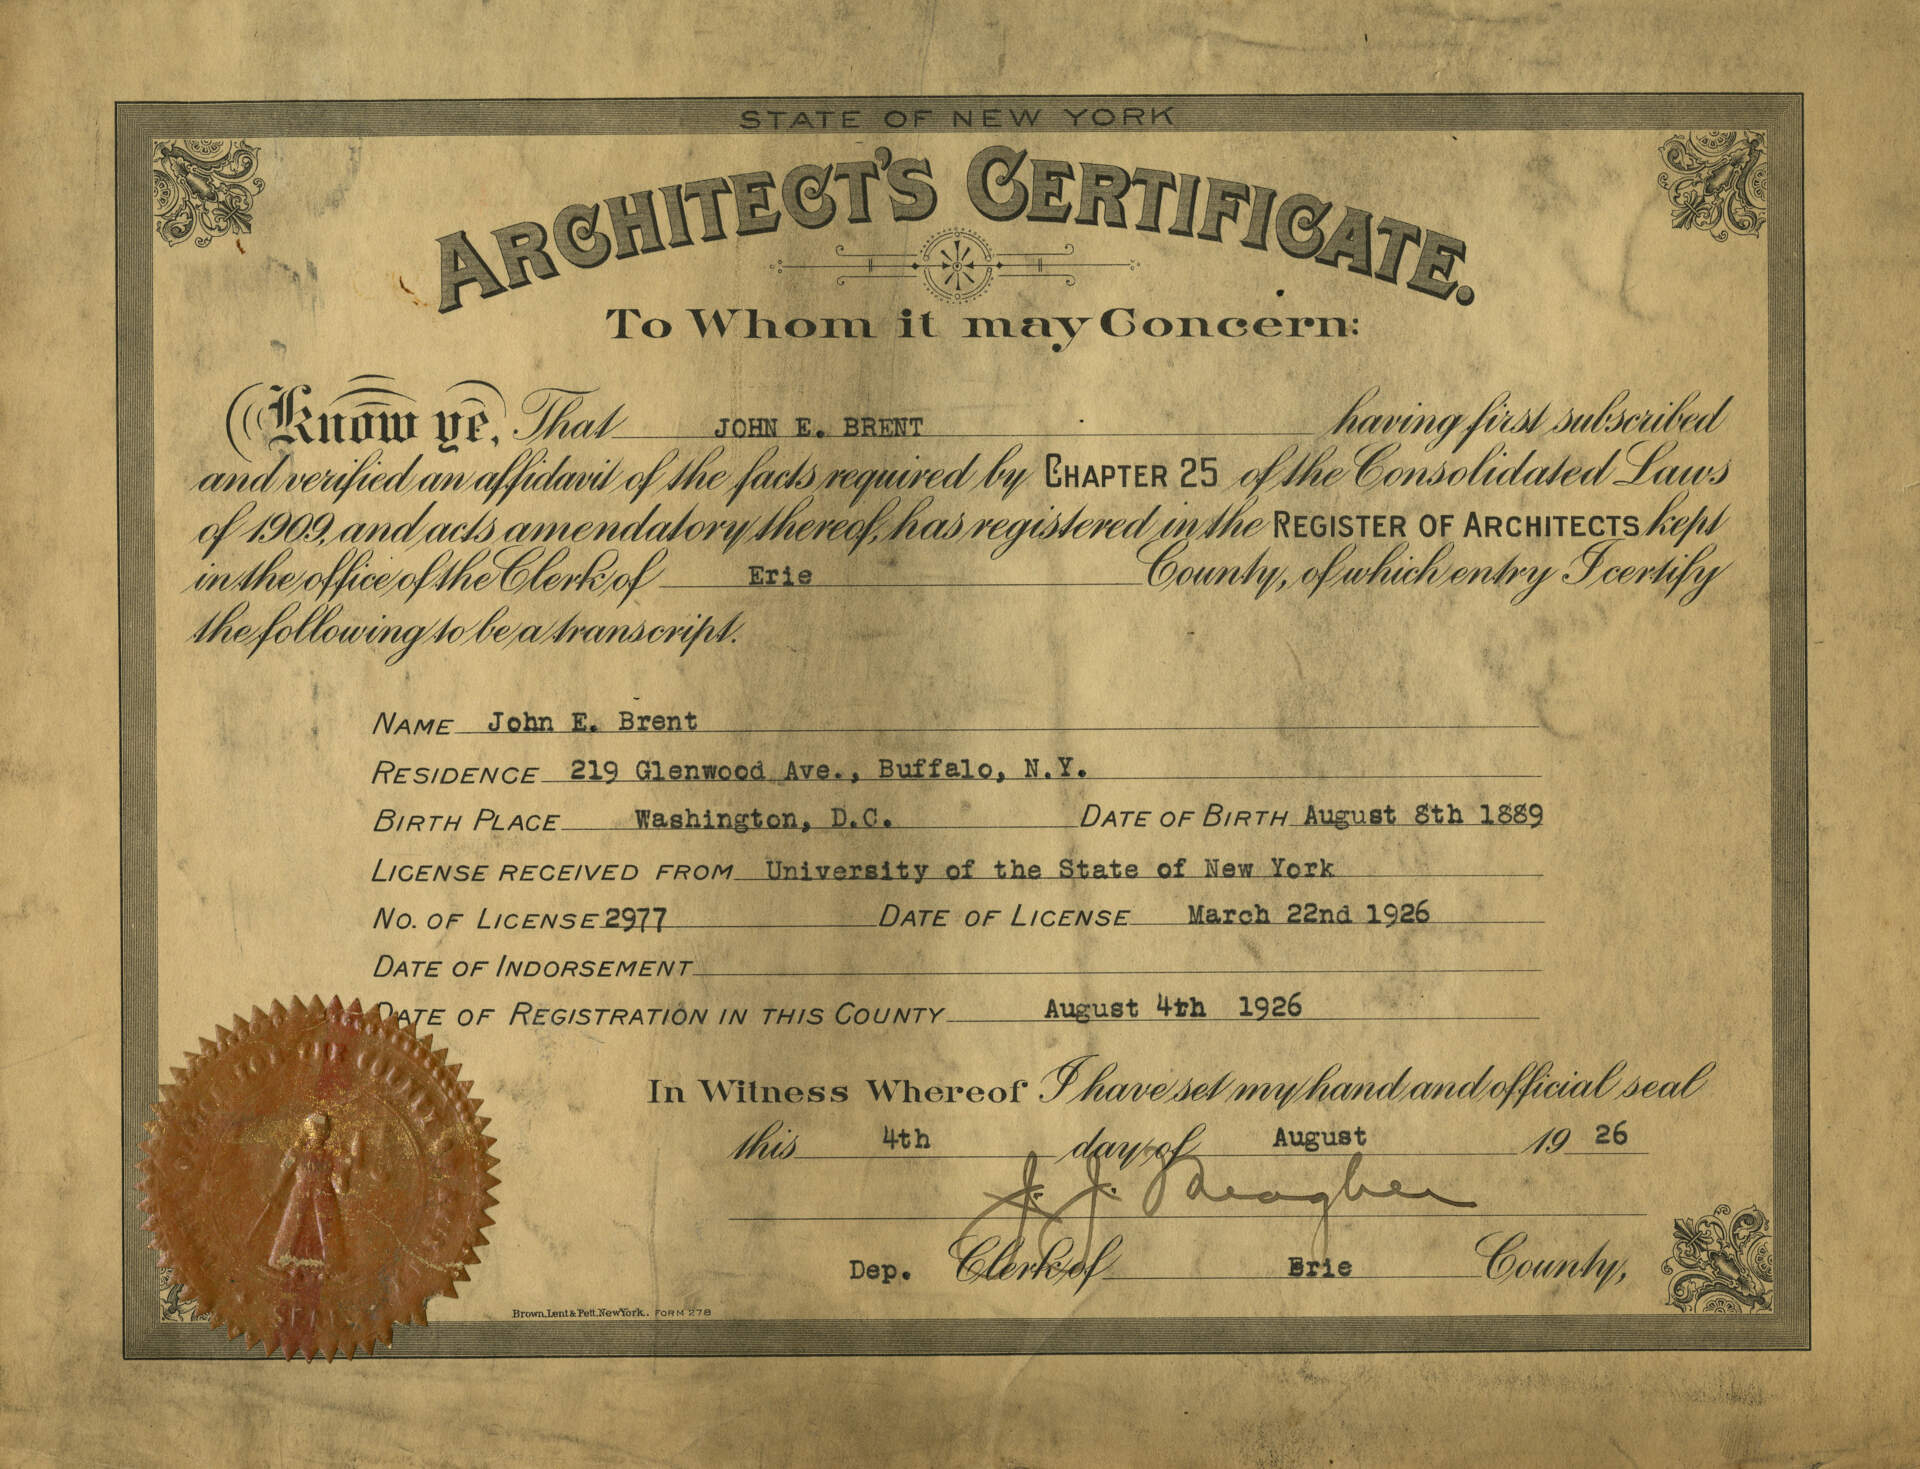 STATE OF NEW YORK
ARCHITECT'S CERTIFICATE.
To Whom it may Concern:
Know ye, That JOHN E. BRENT having first subscribed
and verified an affidavit of the facts required by CHAPTER 25 of the Consolidated Laws
of 1909, and acts amendatory thereof, has registered in the REGISTER OF ARCHITECTS kept
in the office of the Clerk of Erie County, of which entry I certify
the following to be a transcript.
NAME John E. Brent
RESIDENCE 219 Glenwood Ave., Buffalo, N.Y.
BIRTH PLACE Washington, D.C. DATE OF BIRTH August 8th 1889
LICENSE RECEIVED FROM University of the State of New York
NO. OF LICENSE 2977 DATE OF LICENSE March 22nd 1926
DATE OF INDORSEMENT
DATE OF REGISTRATION IN THIS COUNTY August 4th 1926
In Witness Whereof I have set my hand and official seal
this 4th day of August 19 26
J. J. Meagher
Dep. Clerk of Erie County,
Brown, Lent & Pett, New York. FORM 278
SEAL